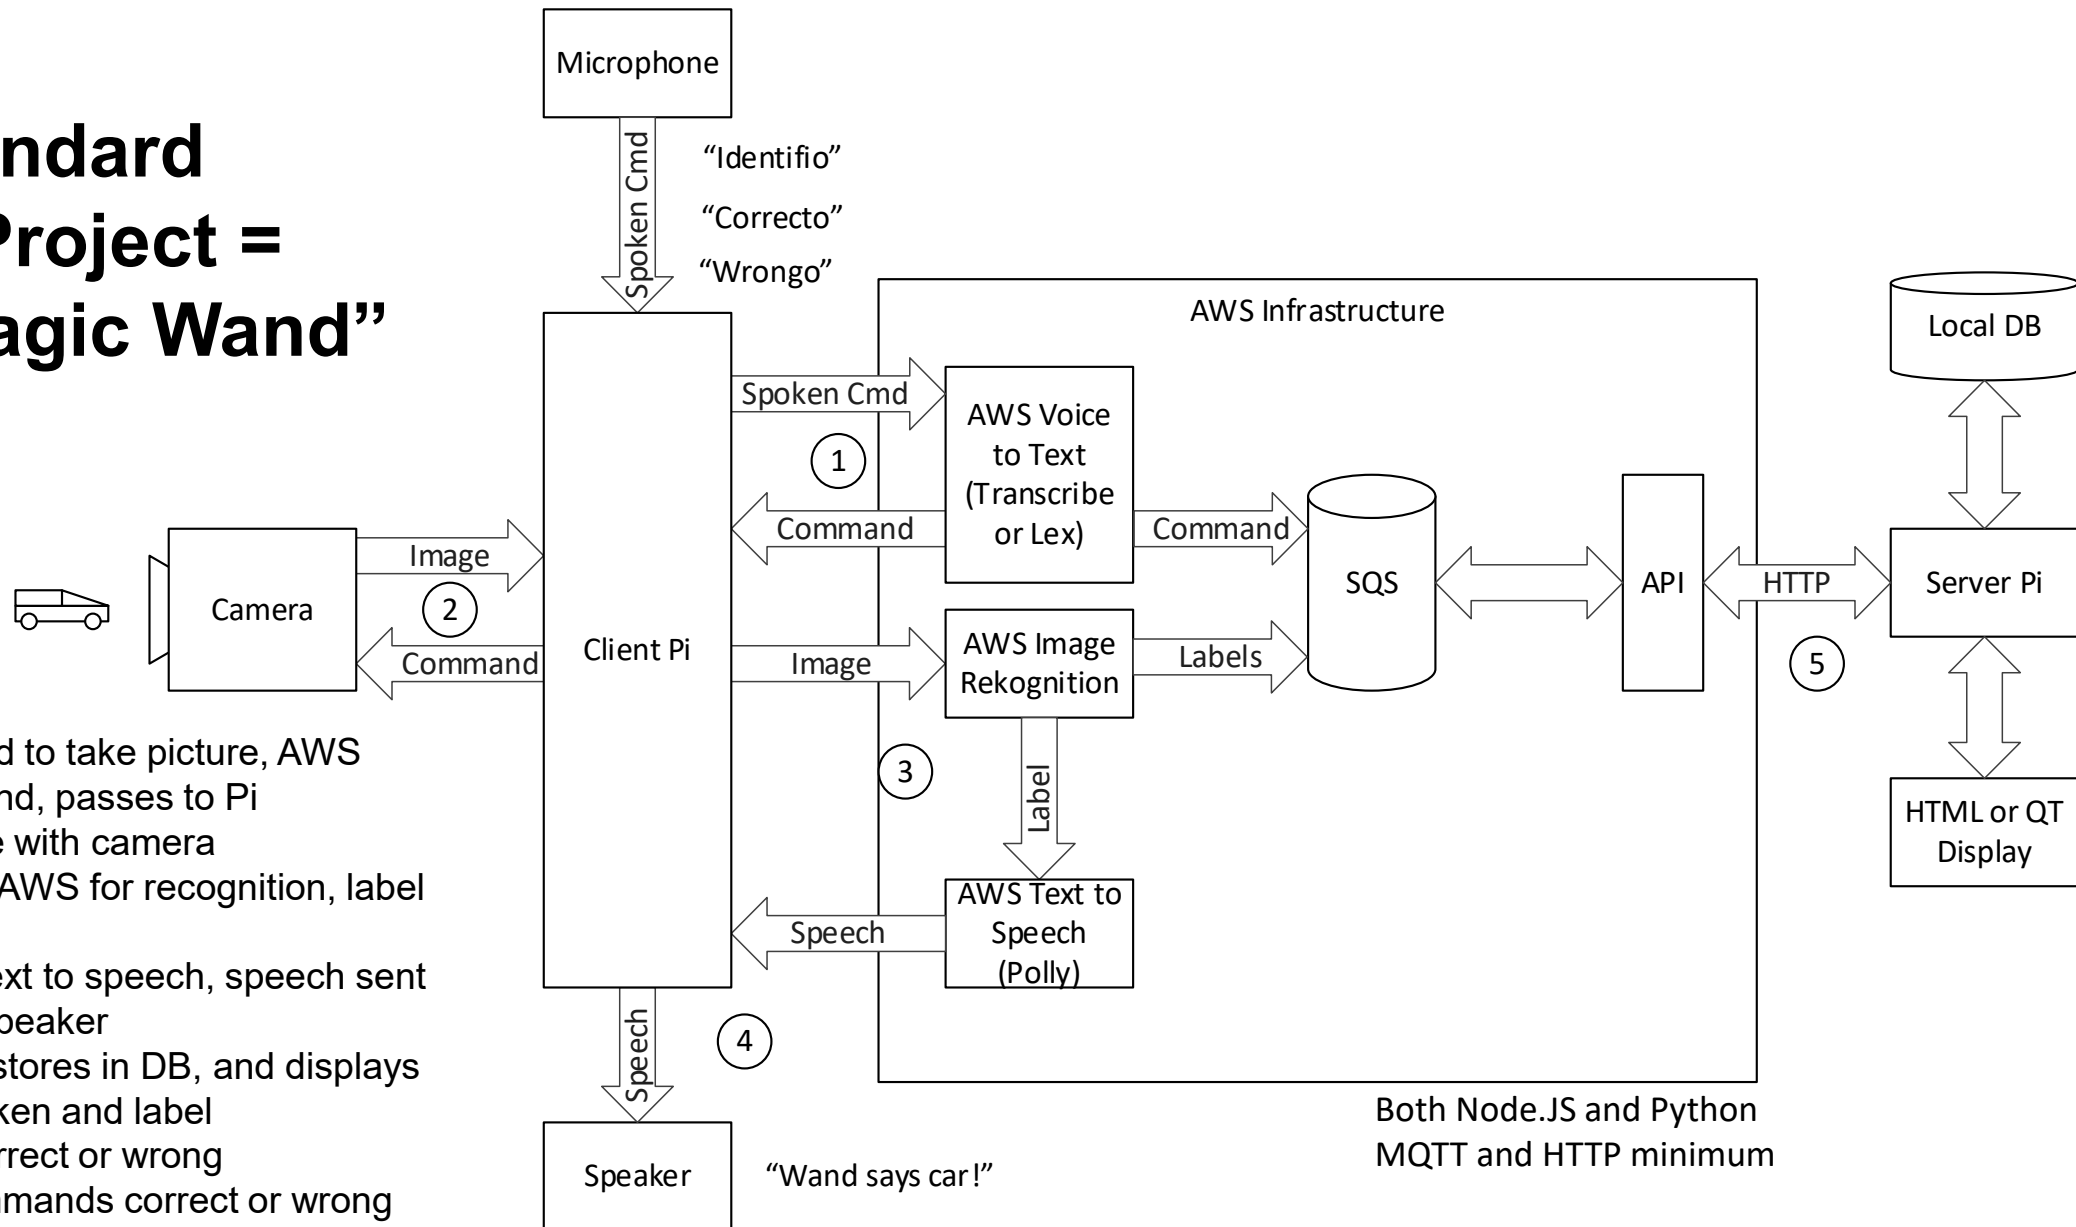 ndard
Project =
agic Wand”
Microphone
Spoken Cmd
“Identifio”
“Correcto”
“Wrongo”
AWS Infrastructure
Spoken Cmd
1
Command
AWS Voice
to Text
(Transcribe
or Lex)
Command
SQS
API
HTTP
5
Local DB
Server Pi
HTML or QT
Display
Camera
Image
2
Command
Client Pi
Image
AWS Image
Rekognition
Labels
3
Label
AWS Text to
Speech
(Polly)
Speech
Speech
4
Speaker
“Wand says car!”
d to take picture, AWS
nd, passes to Pi
e with camera
AWS for recognition, label
ext to speech, speech sent
peaker
stores in DB, and displays
ken and label
rrect or wrong
mmands correct or wrong
Both Node.JS and Python
MQTT and HTTP minimum